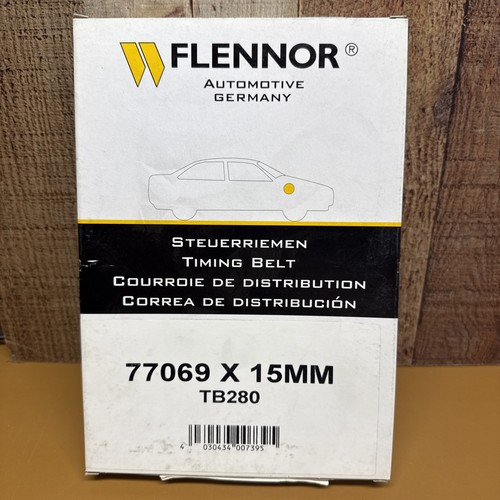 FLENNOR®
AUTOMOTIVE
GERMANY
STEUERRIEMEN
TIMING BELT
COURROIE DE DISTRIBUTION
CORREA DE DISTRIBUCIÓN
77069 X 15MM
TB280
4 030434 007395